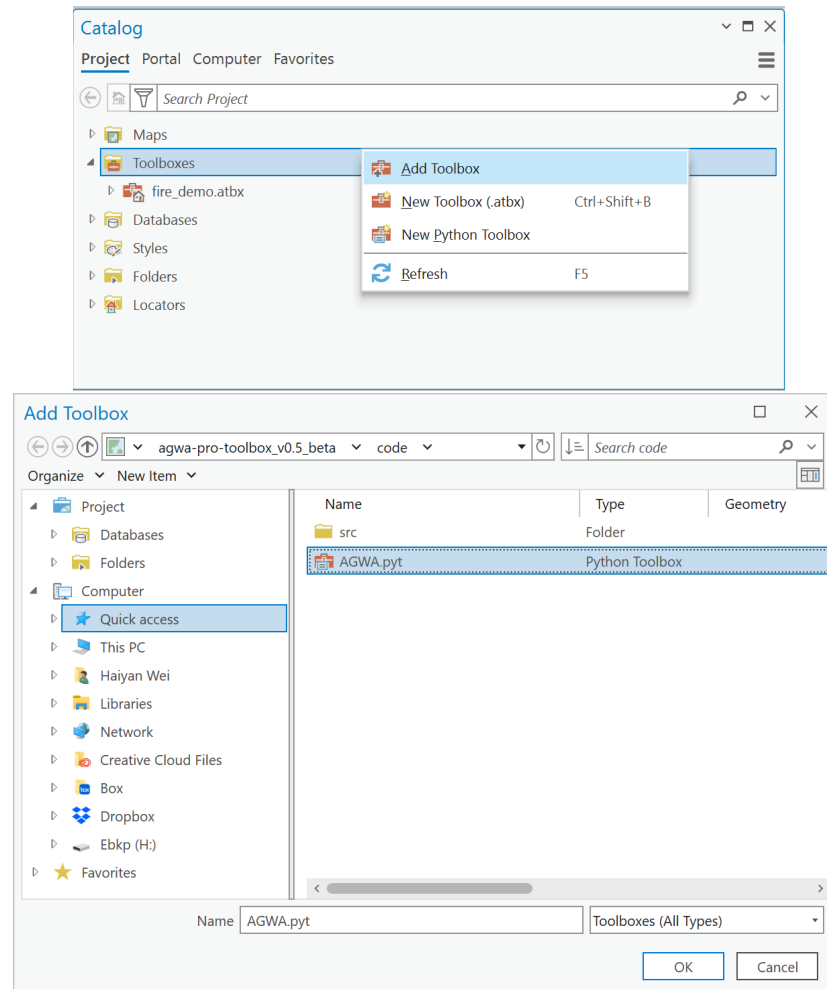 Catalog
Project Portal Computer Favorites
Search Project
Maps
Toolboxes
Add Toolbox
fire_demo.atbx
New Toolbox (.atbx) Ctrl+Shift+B
Databases
New Python Toolbox
Styles
Folders
Refresh F5
Locators
Add Toolbox
agwa-pro-toolbox_v0.5_beta code
Search code
Organize New Item
Project
Databases
Folders
Computer
Quick access
This PC
Haiyan Wei
Libraries
Network
Creative Cloud Files
Box
Dropbox
Ebkp (H:)
Favorites
Name Type Geometry
src Folder
AGWA.pyt Python Toolbox
Name AGWA.pyt Toolboxes (All Types)
OK Cancel